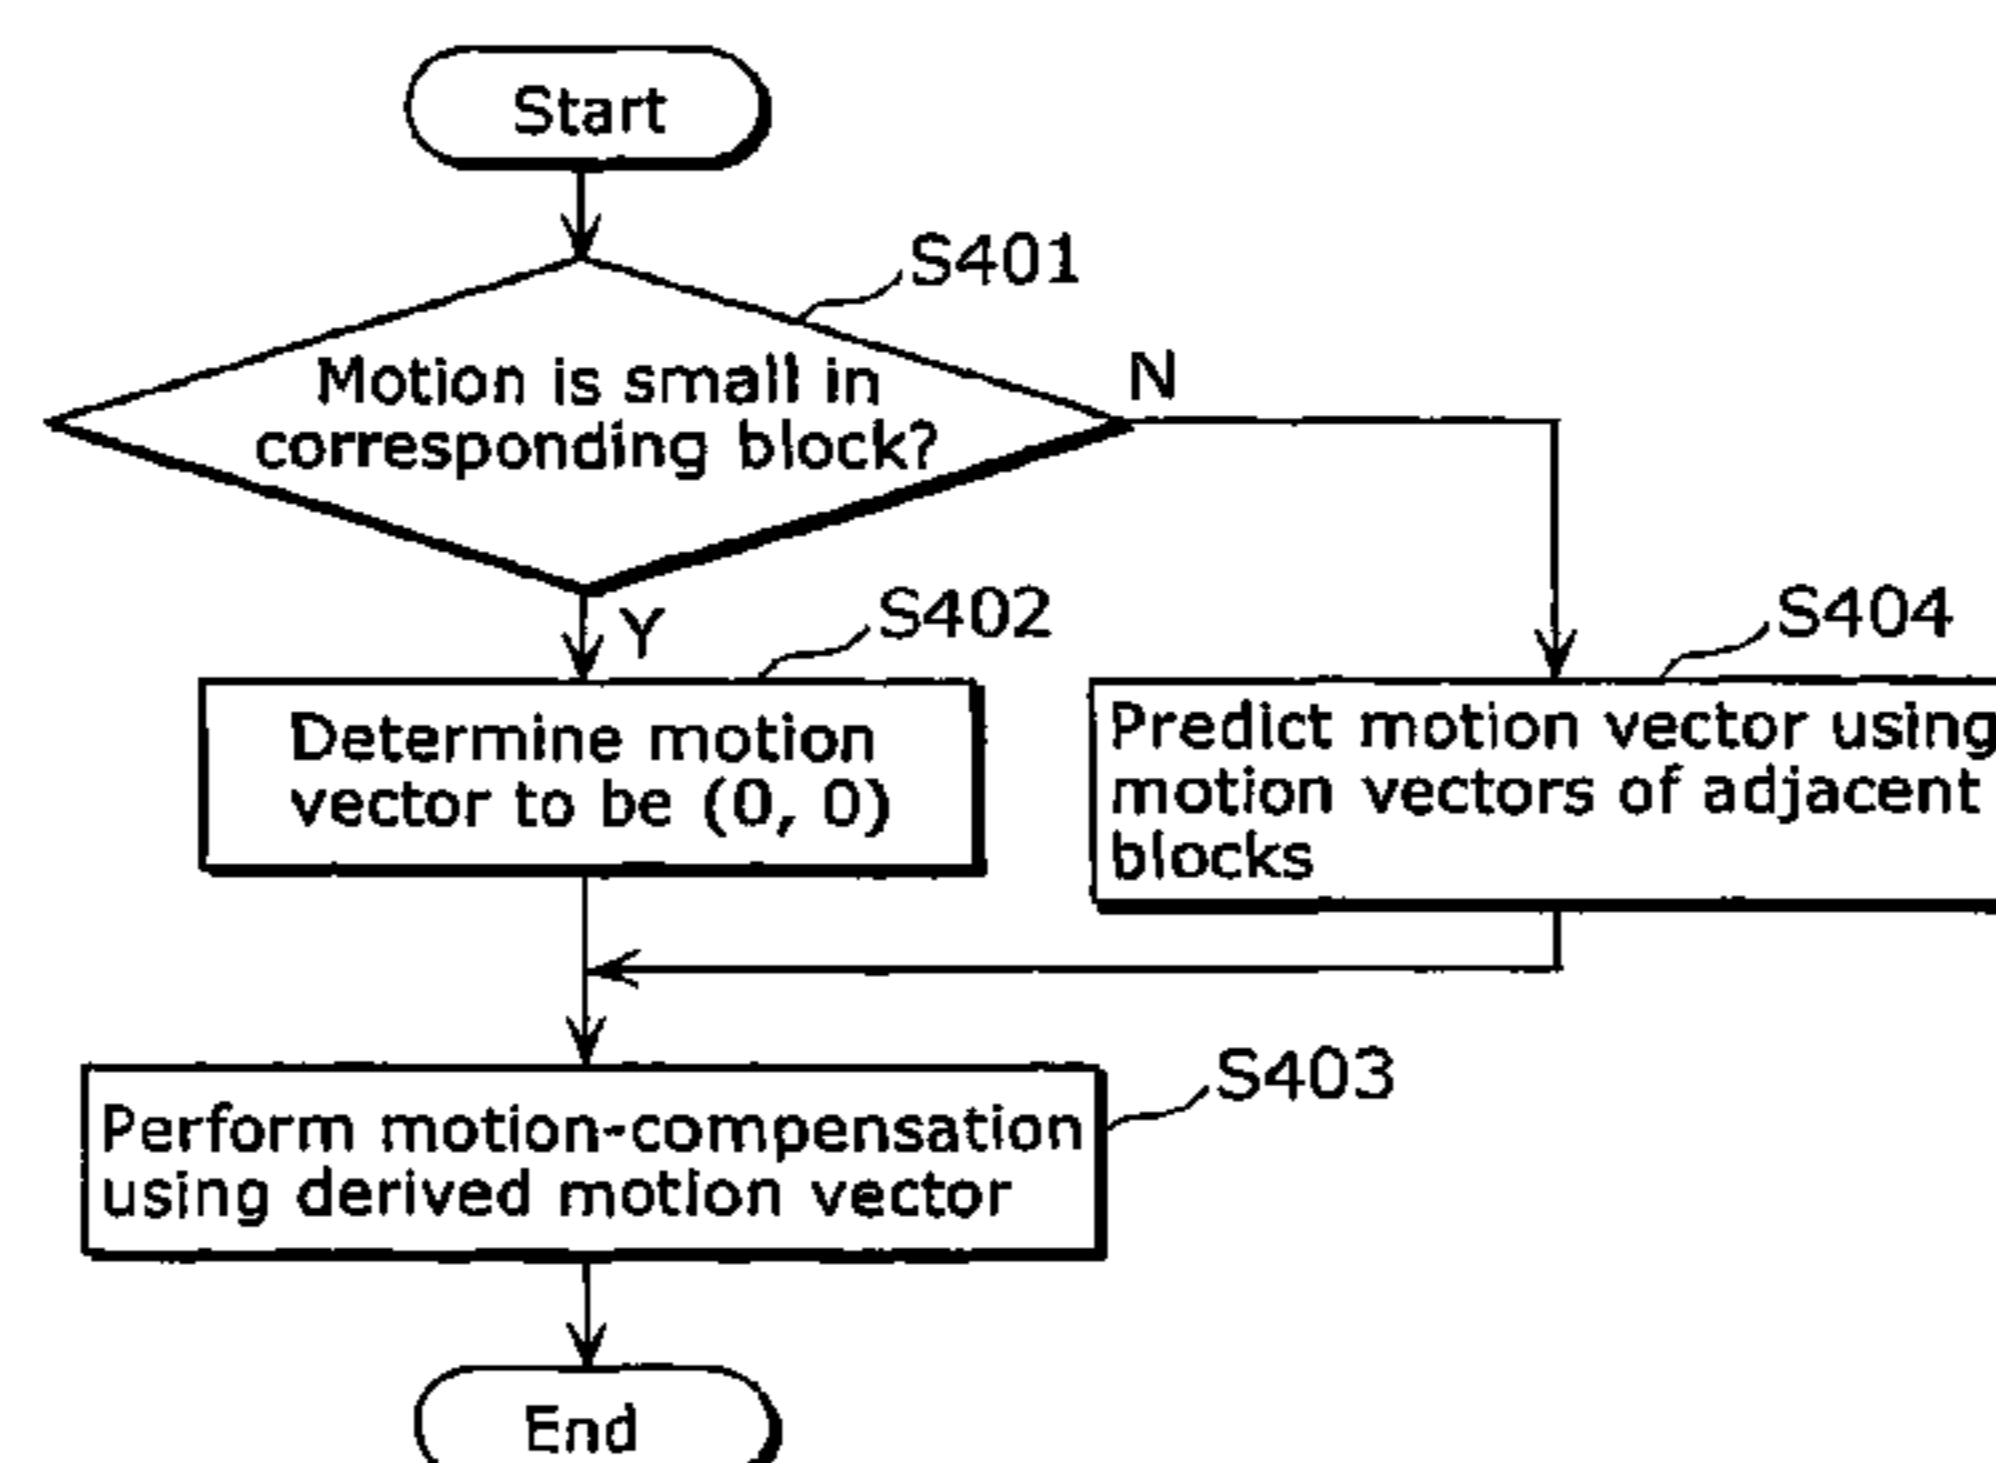 Start
S401
Motion is small in
corresponding block?
N
Y
S402
Determine motion
vector to be (0, 0)
S404
Predict motion vector using
motion vectors of adjacent
blocks
S403
Perform motion-compensation
using derived motion vector
End